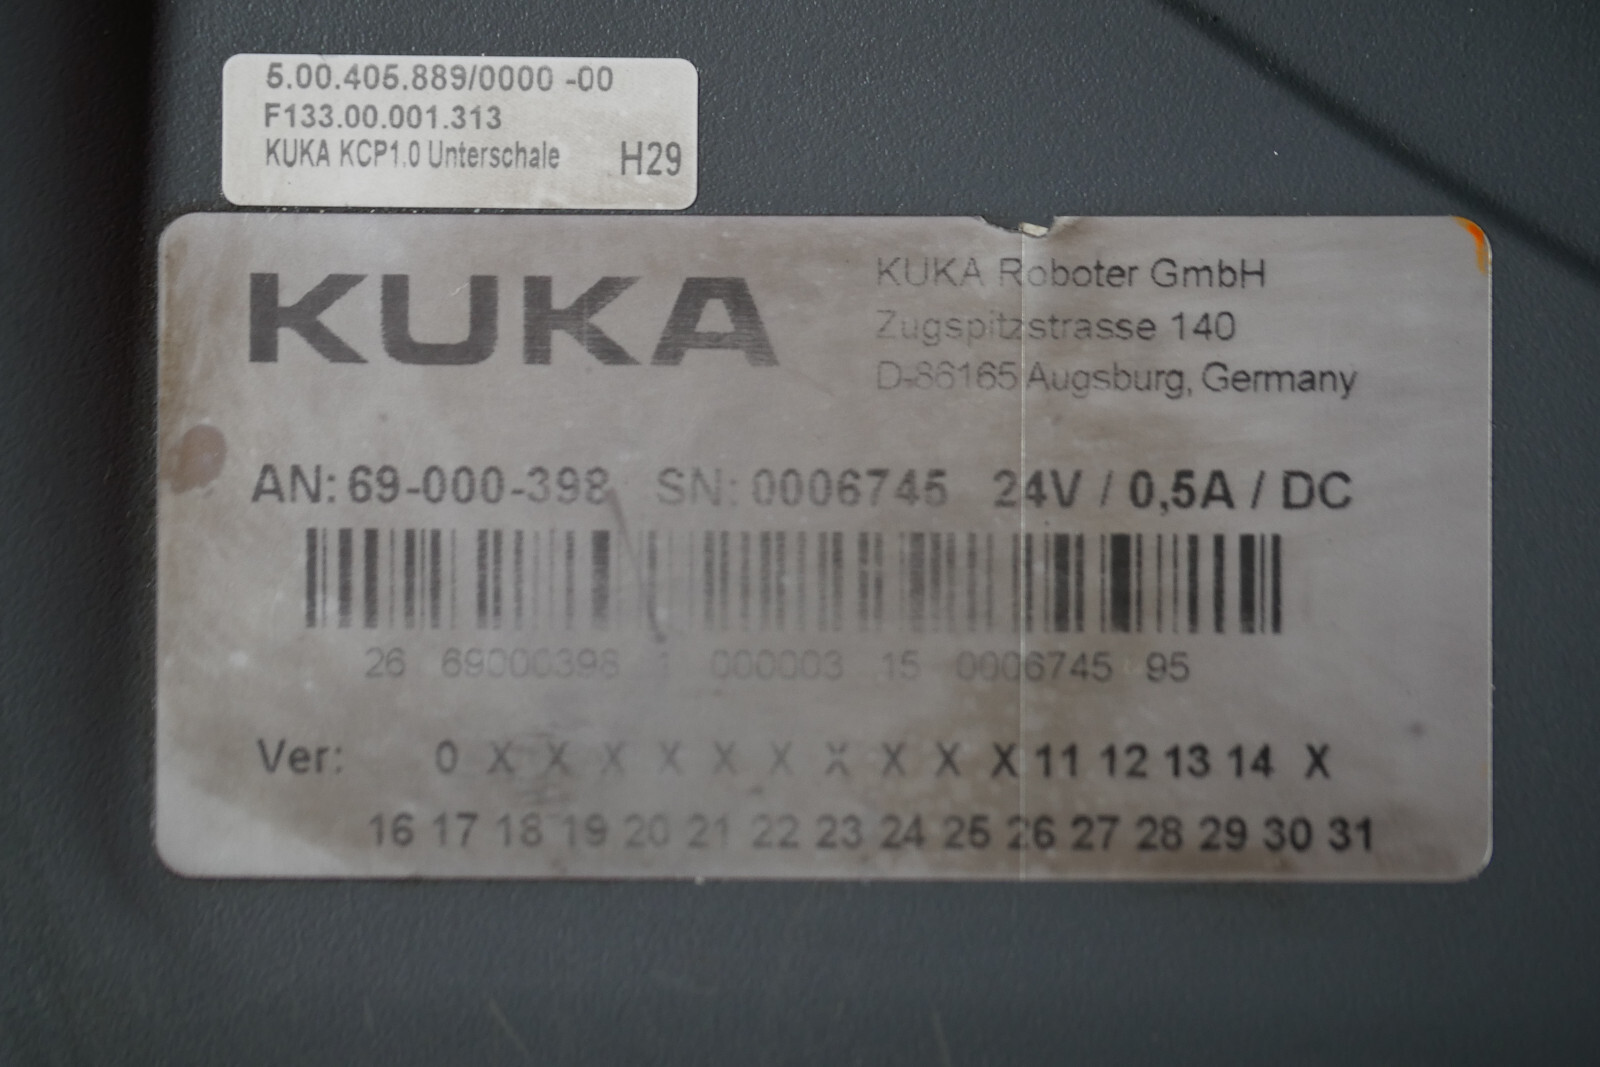 5.00.405.889/0000 -00
F133.00.001.313
KUKA KCP1.0 Unterschale H29
KUKA
KUKA Roboter GmbH
Zugspitzstrasse 140
D-86165 Augsburg, Germany
AN: 69-000-398 SN: 0006745 24V / 0,5A / DC
26 69000398 1 000003 15 0006745 95
Ver: 0 X X X X X X X X X X 11 12 13 14 X
16 17 18 19 20 21 22 23 24 25 26 27 28 29 30 31